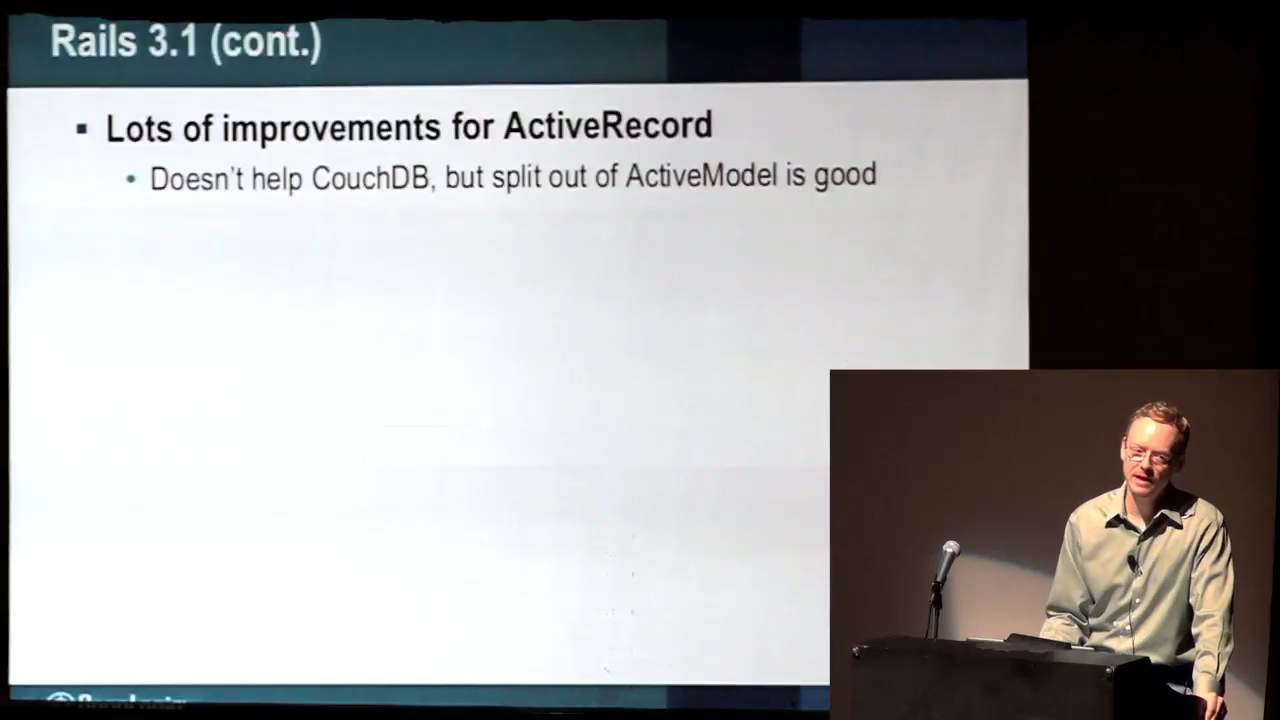 Rails 3.1 (cont.)
▪ Lots of improvements for ActiveRecord
• Doesn't help CouchDB, but split out of ActiveModel is good